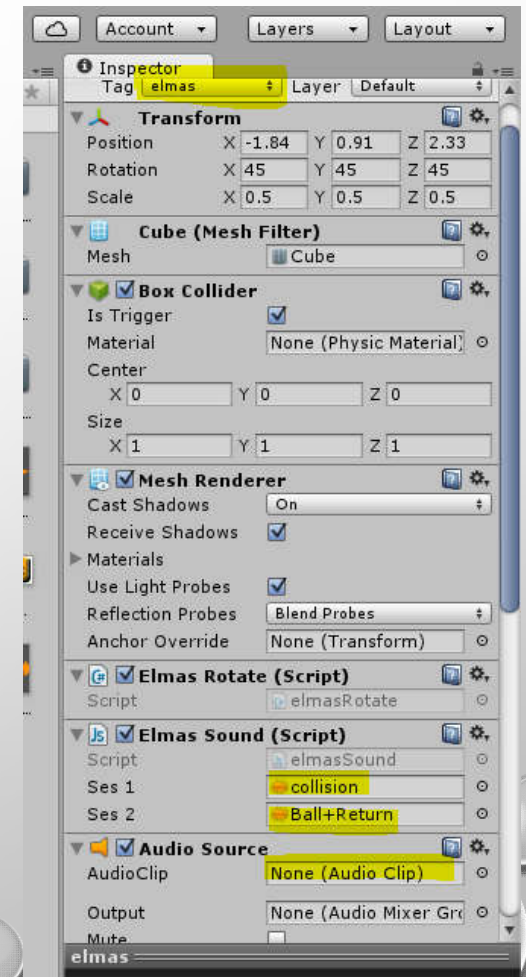 Account Layers Layout
Inspector
Tag elmas Layer Default
Transform
Position X -1.84 Y 0.91 Z 2.33
Rotation X 45 Y 45 Z 45
Scale X 0.5 Y 0.5 Z 0.5
Cube (Mesh Filter)
Mesh Cube
Box Collider
Is Trigger
Material None (Physic Material)
Center
X 0 Y 0 Z 0
Size
X 1 Y 1 Z 1
Mesh Renderer
Cast Shadows On
Receive Shadows
Materials
Use Light Probes
Reflection Probes Blend Probes
Anchor Override None (Transform)
C# Elmas Rotate (Script)
Script elmasRotate
Js Elmas Sound (Script)
Script elmasSound
Ses 1 collision
Ses 2 Ball+Return
Audio Source
AudioClip None (Audio Clip)
Output None (Audio Mixer Gro
Mute
elmas